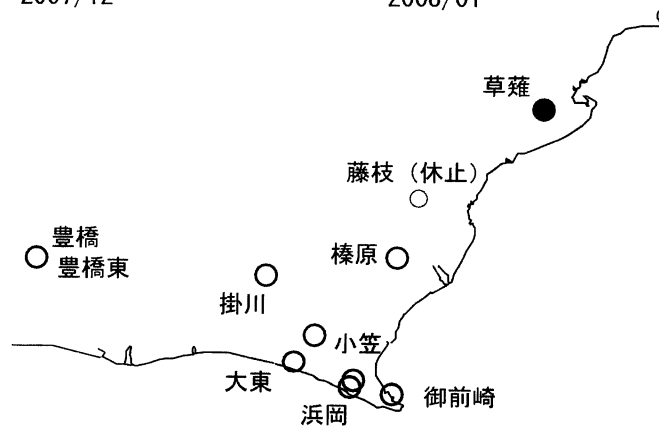 2007/12
2008/01
草薙
藤枝（休止）
豊橋
豊橋東
榛原
掛川
小笠
大東
浜岡
御前崎